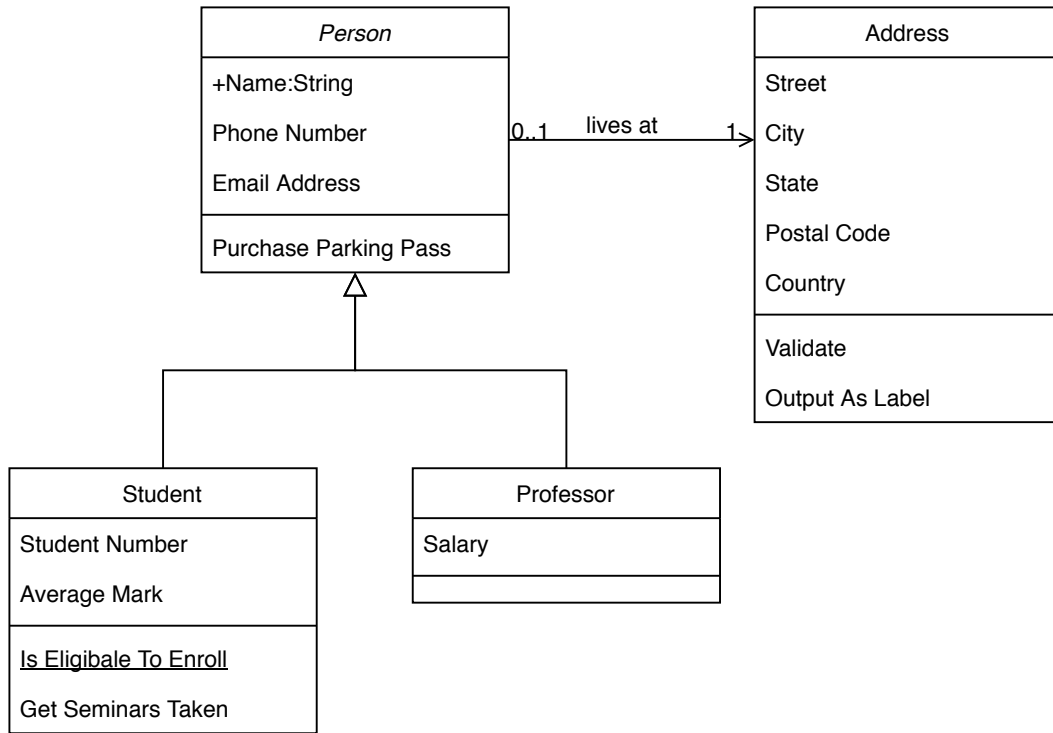 Person
+Name:String
Phone Number
Email Address
Purchase Parking Pass
0..1 lives at 1
Address
Street
City
State
Postal Code
Country
Validate
Output As Label
Student
Student Number
Average Mark
Is Eligibale To Enroll
Get Seminars Taken
Professor
Salary